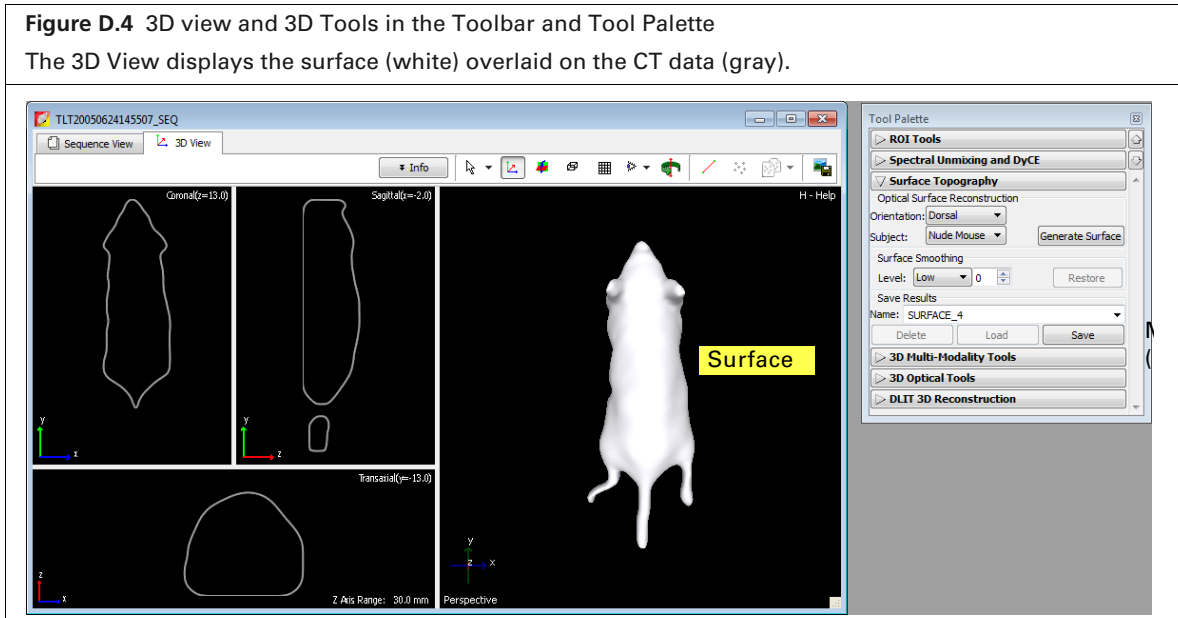 Figure D.4 3D view and 3D Tools in the Toolbar and Tool Palette
The 3D View displays the surface (white) overlaid on the CT data (gray).
TLT20050624145507_SEQ
Sequence View
3D View
Info
Coronal(z=13.0)
y
x
Sagittal(x=-2.0)
y
z
Transaxial(y=-13.0)
z
x
Z Axis Range: 30.0 mm
H - Help
Surface
y
z x
Perspective
Tool Palette
ROI Tools
Spectral Unmixing and DyCE
Surface Topography
Optical Surface Reconstruction
Orientation: Dorsal
Subject: Nude Mouse Generate Surface
Surface Smoothing
Level: Low 0 Restore
Save Results
Name: SURFACE_4
Delete Load Save
3D Multi-Modality Tools
3D Optical Tools
DLIT 3D Reconstruction
(